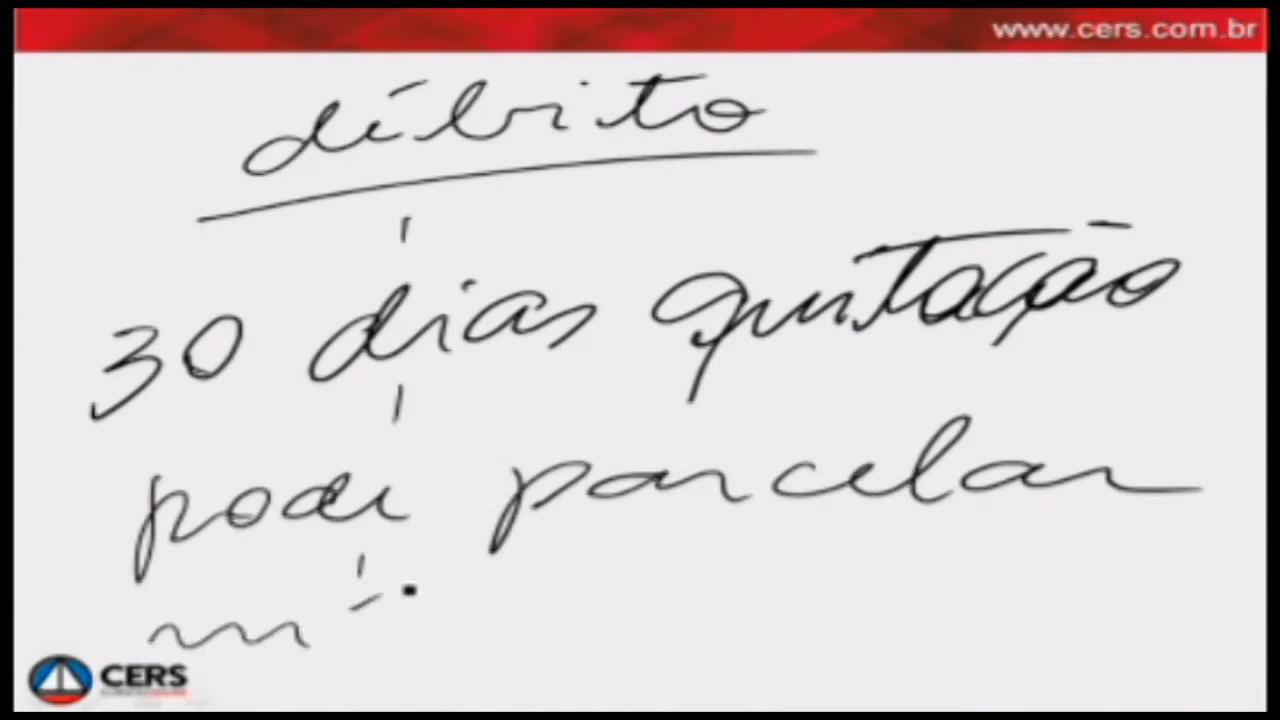 www.cers.com.br
débito
30 dias quitação
pode parcelar
CERS